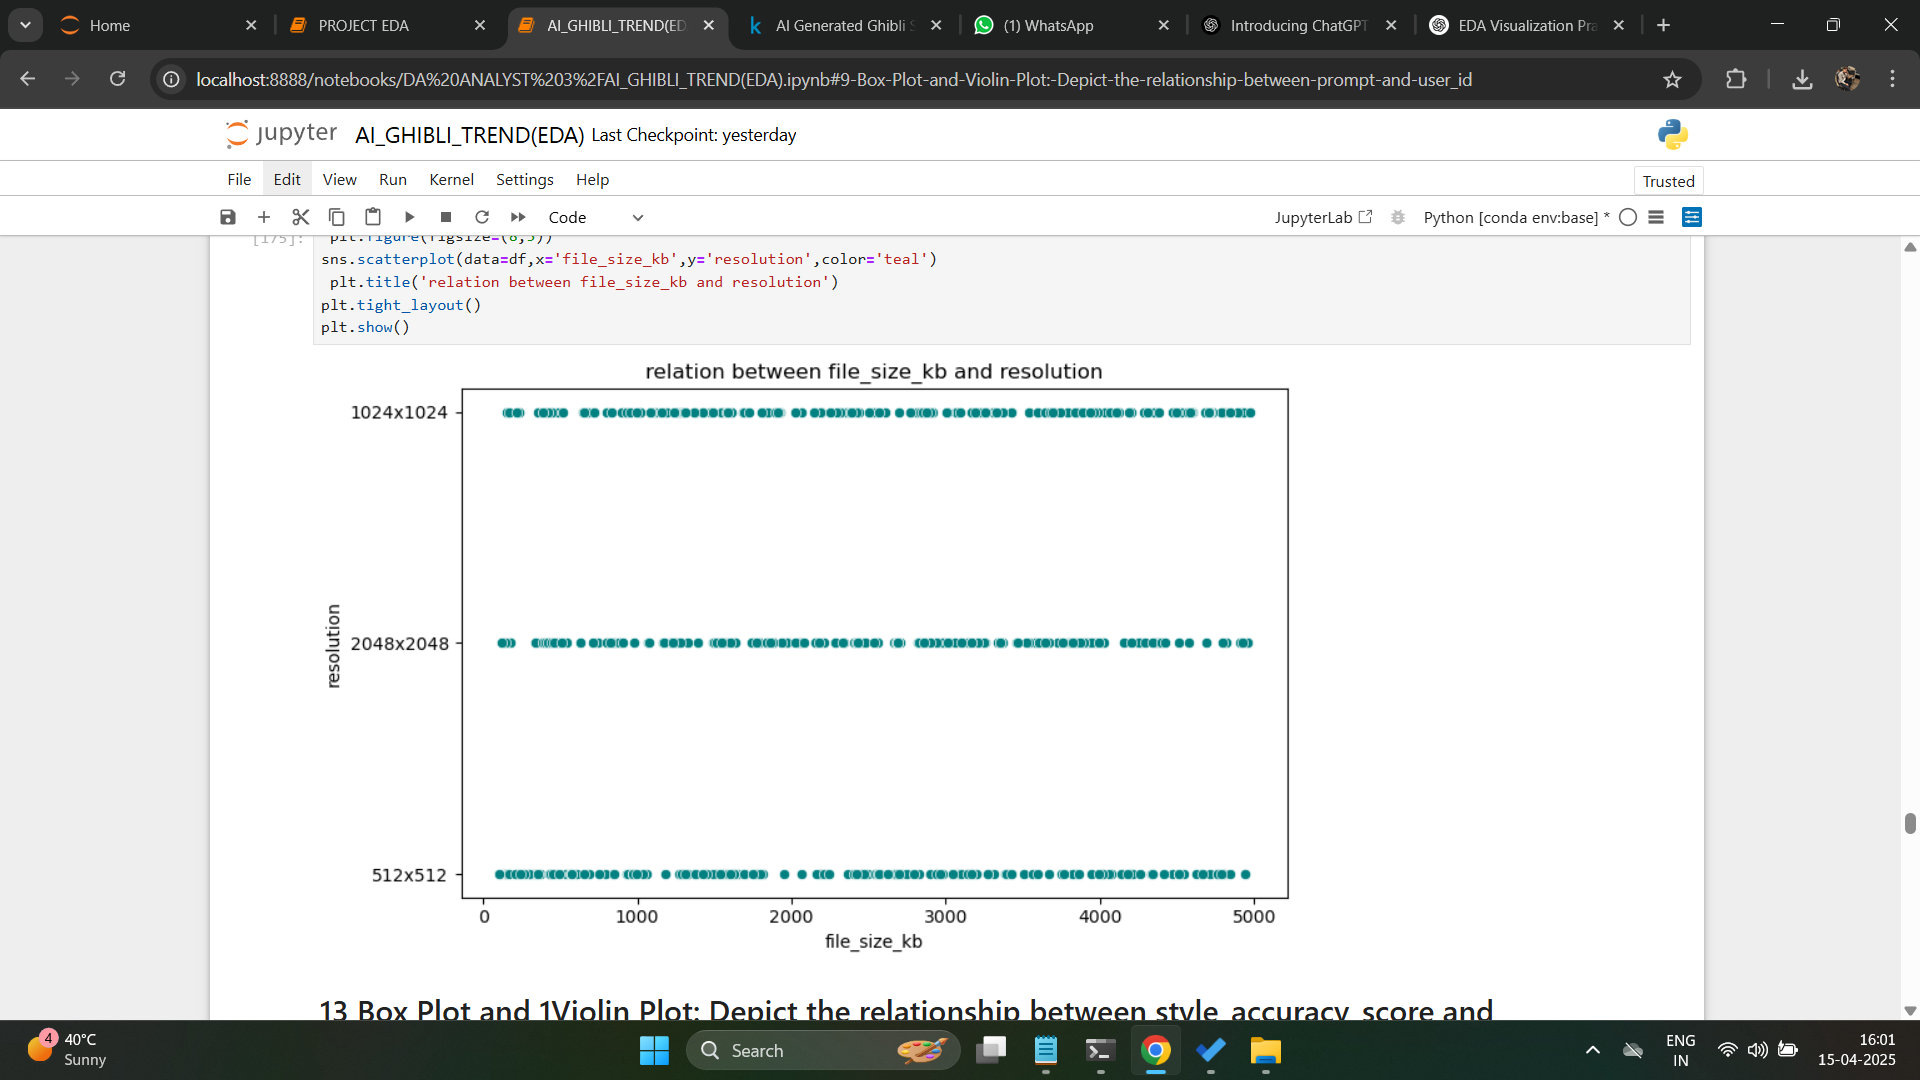 Home
PROJECT EDA
AI_GHIBLI_TREND(ED
AI Generated Ghibli S
(1) WhatsApp
Introducing ChatGPT
EDA Visualization Pra
localhost:8888/notebooks/DA%20ANALYST%203%2FAI_GHIBLI_TREND(EDA).ipynb#9-Box-Plot-and-Violin-Plot:-Depict-the-relationship-between-prompt-and-user_id
jupyter AI_GHIBLI_TREND(EDA) Last Checkpoint: yesterday
File Edit View Run Kernel Settings Help
Trusted
Code
JupyterLab
Python [conda env:base] *
[175]: plt.figure(figsize=(8,5))
sns.scatterplot(data=df,x='file_size_kb',y='resolution',color='teal')
plt.title('relation between file_size_kb and resolution')
plt.tight_layout()
plt.show()
relation between file_size_kb and resolution
1024x1024
resolution
2048x2048
512x512
0 1000 2000 3000 4000 5000
file_size_kb
13 Box Plot and 1Violin Plot: Depict the relationship between style_accuracy_score and
4
40°C
Sunny
Search
ENG
IN
16:01
15-04-2025